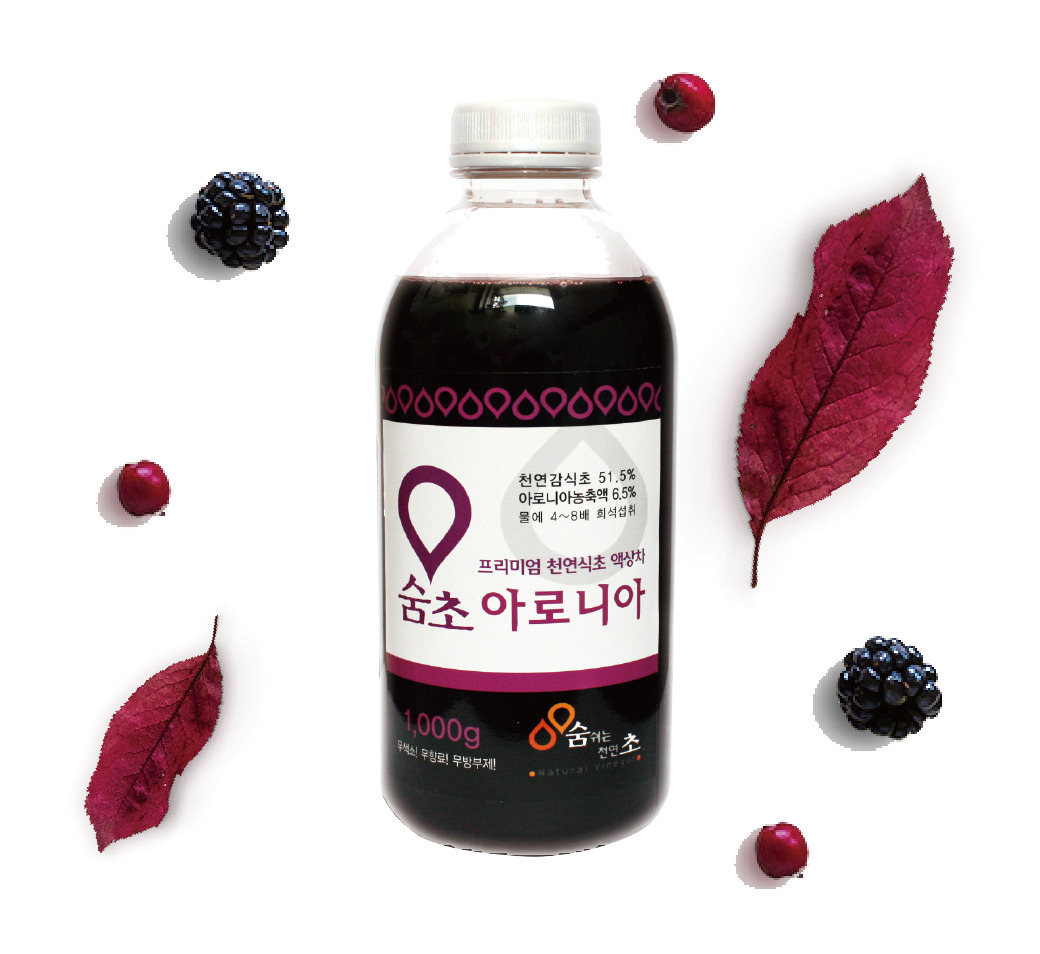 천연감식초 51.5%
아로니아농축액 6.5%
물에 4~8배 희석섭취
프리미엄 천연식초 액상차
숨초 아로니아
1,000g
무색소! 무향료! 무방부제!
숨쉬는
천연초
Natural Vinegar